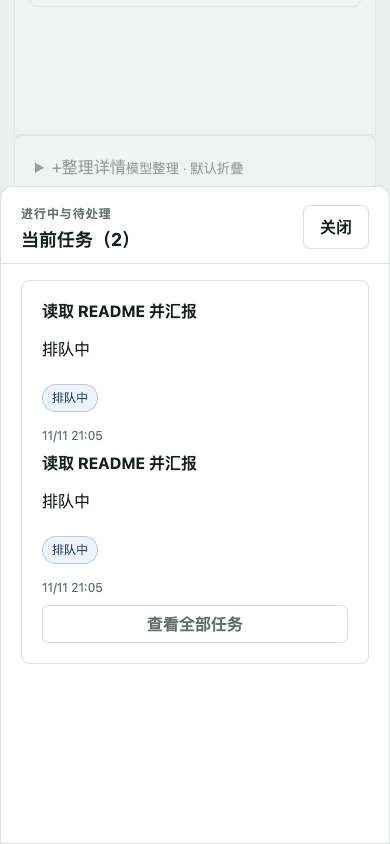 ▶ +整理详情模型整理 · 默认折叠
进行中与待处理
当前任务（2）
关闭
读取 README 并汇报
排队中
排队中
11/11 21:05
读取 README 并汇报
排队中
排队中
11/11 21:05
查看全部任务